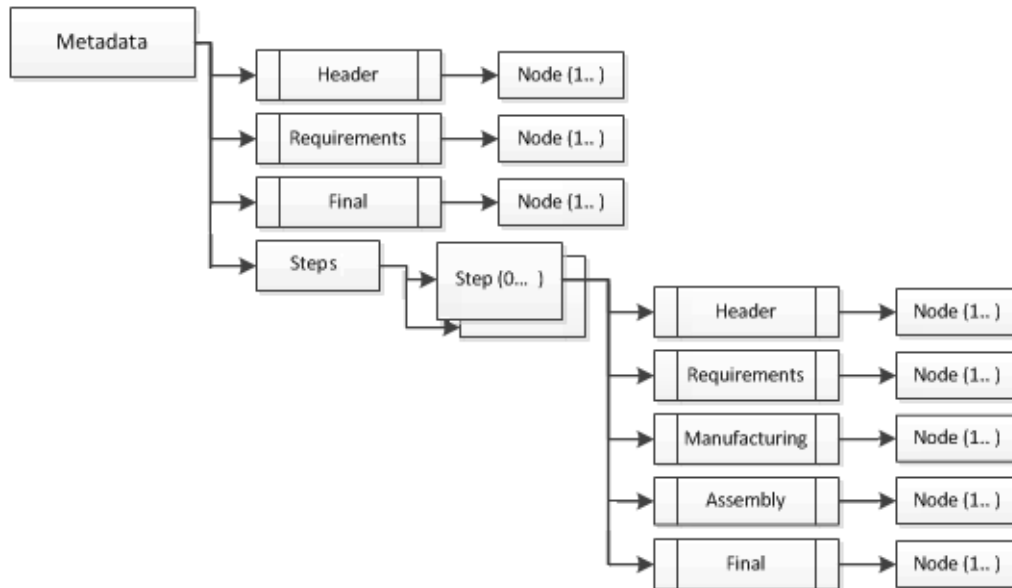 Metadata
Header
Node (1.. )
Requirements
Node (1.. )
Final
Node (1.. )
Steps
Step (0... )
Header
Node (1.. )
Requirements
Node (1.. )
Manufacturing
Node (1.. )
Assembly
Node (1.. )
Final
Node (1.. )